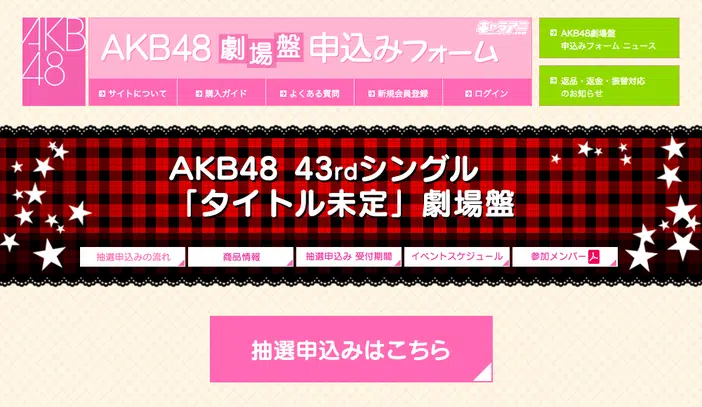 AKB
48
AKB48 劇場盤 申込みフォーム
キャラアニ
サイトについて
購入ガイド
よくある質問
新規会員登録
ログイン
AKB48劇場盤
申込みフォーム ニュース
返品・返金・振替対応
のお知らせ
AKB48 43rdシングル
「タイトル未定」劇場盤
抽選申込みの流れ
商品情報
抽選申込み 受付期間
イベントスケジュール
参加メンバー
抽選申込みはこちら